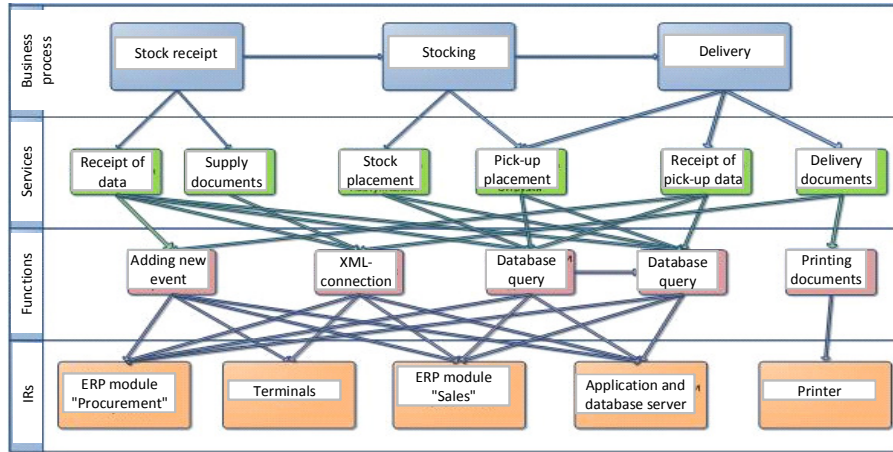 Business
process
Stock receipt
Stocking
Delivery
Services
Receipt of
data
Supply
documents
Stock
placement
Pick-up
placement
Receipt of
pick-up data
Delivery
documents
Functions
Adding new
event
XML-
connection
Database
query
Database
query
Printing
documents
IRs
ERP module
"Procurement"
Terminals
ERP module
"Sales"
Application and
database server
Printer